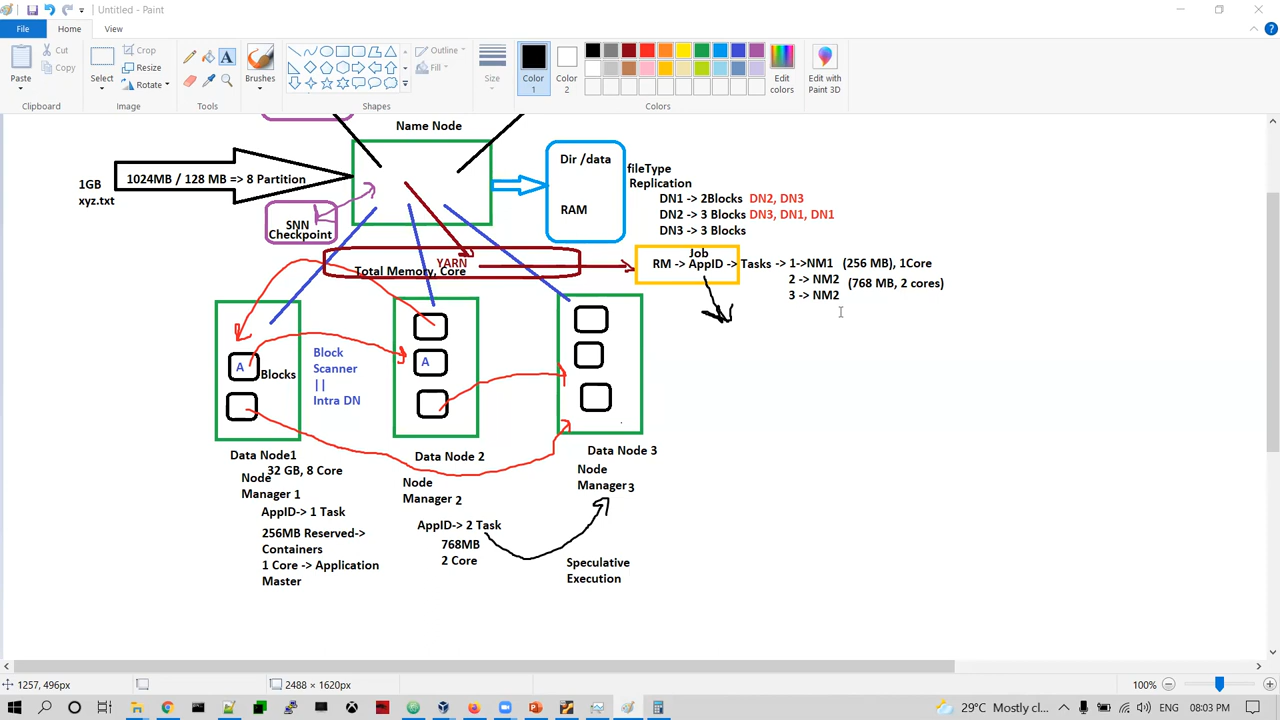 Untitled - Paint
File
Home
View
Paste
Cut
Copy
Clipboard
Select
Crop
Resize
Rotate
Image
Tools
Brushes
Outline
Fill
Shapes
Size
Color
1
Color
2
Edit
colors
Edit with
Paint 3D
Colors
Name Node
1GB
xyz.txt
1024MB / 128 MB => 8 Partition
SNN
Checkpoint
Dir /data
RAM
fileType
Replication
DN1 -> 2Blocks DN2, DN3
DN2 -> 3 Blocks DN3, DN1, DN1
DN3 -> 3 Blocks
YARN
Total Memory, Core
Job
RM -> AppID -> Tasks -> 1->NM1 (256 MB), 1Core
2 -> NM2 (768 MB, 2 cores)
3 -> NM2
A
Blocks
Block
Scanner
||
Intra DN
A
Data Node1
32 GB, 8 Core
Node
Manager 1
AppID-> 1 Task
256MB Reserved->
Containers
1 Core -> Application
Master
Data Node 2
Node
Manager 2
AppID-> 2 Task
768MB
2 Core
Data Node 3
Node
Manager 3
Speculative
Execution
1257, 496px
2488 × 1620px
100%
29°C Mostly cl...
ENG
08:03 PM